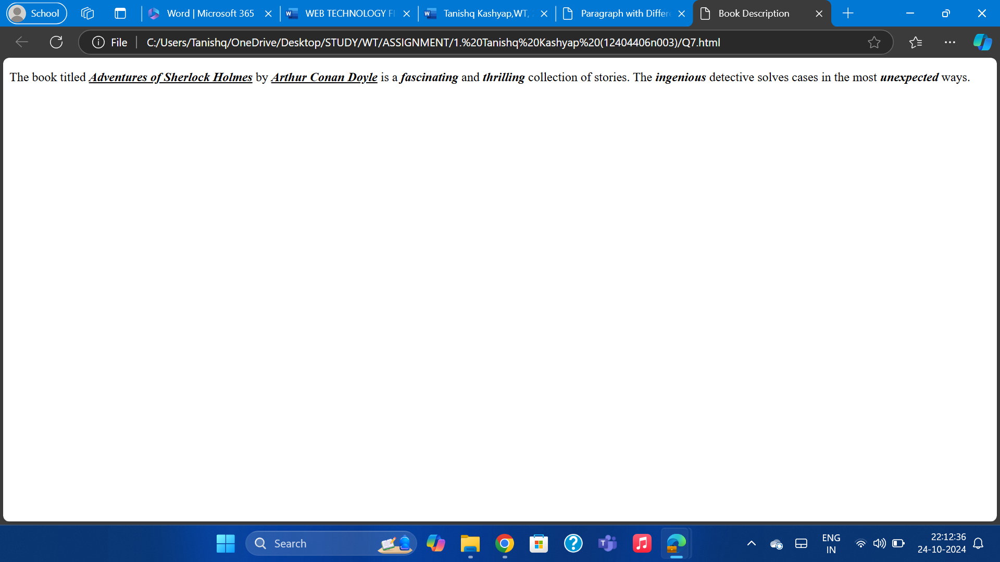 School
Word | Microsoft 365
WEB TECHNOLOGY FI
Tanishq Kashyap,WT,
Paragraph with Differ
Book Description
File
C:/Users/Tanishq/OneDrive/Desktop/STUDY/WT/ASSIGNMENT/1.%20Tanishq%20Kashyap%20(12404406n003)/Q7.html
The book titled Adventures of Sherlock Holmes by Arthur Conan Doyle is a fascinating and thrilling collection of stories. The ingenious detective solves cases in the most unexpected ways.
Search
ENG
IN
22:12:36
24-10-2024